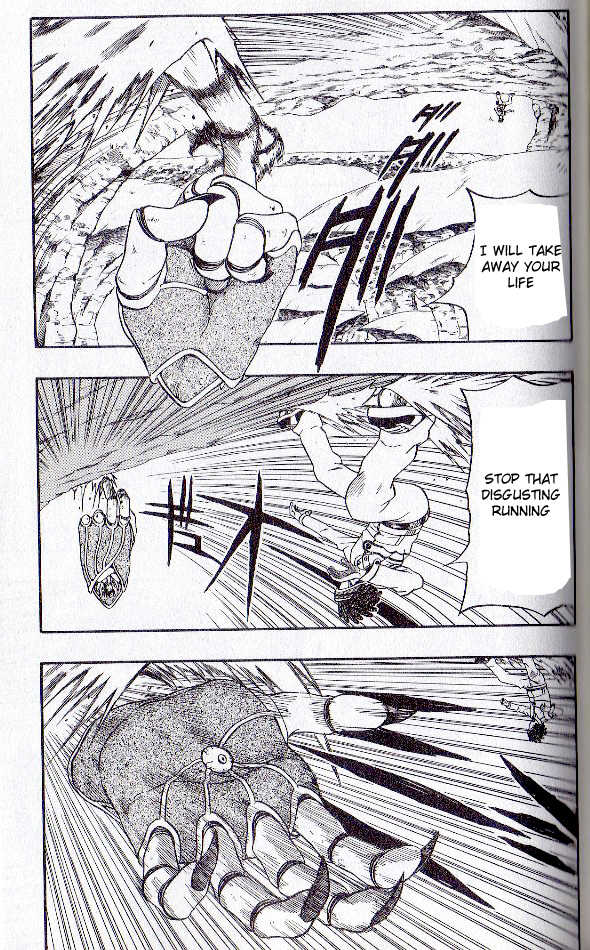 I WILL TAKE
AWAY YOUR
LIFE
STOP THAT
DISGUSTING
RUNNING